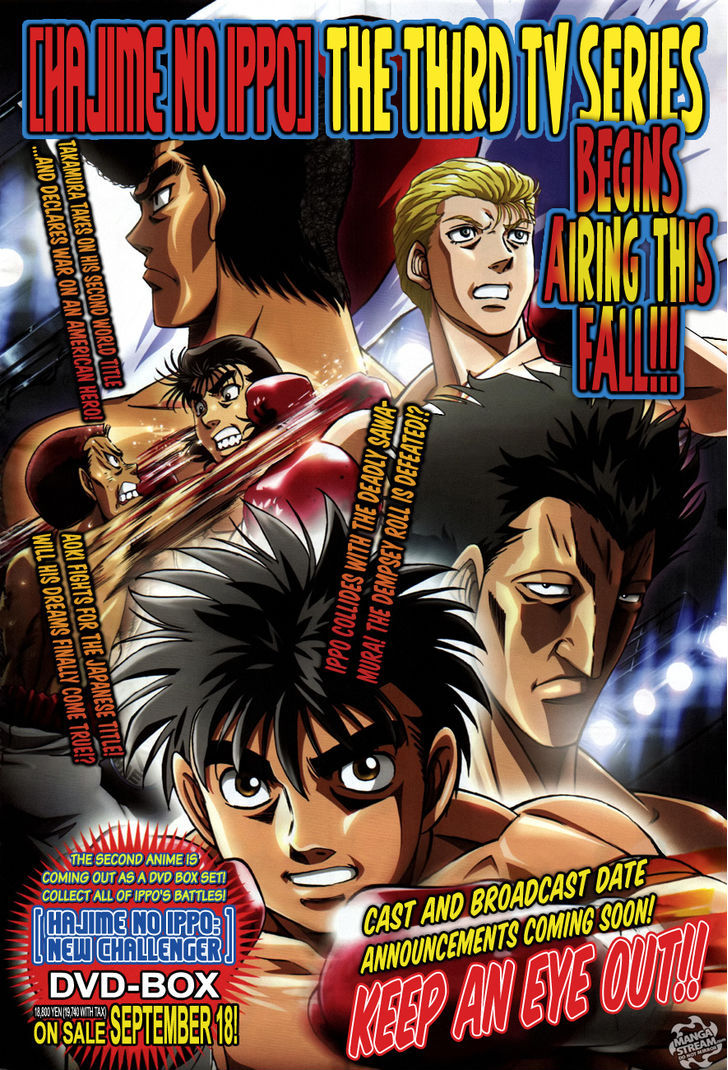 [HAJIME NO IPPO] THE THIRD TV SERIES
BEGINS
AIRING THIS
FALL!!!
TAKAMURA TAKES ON HIS SECOND WORLD TITLE
...AND DECLARES WAR ON AN AMERICAN HERO!
IPPO COLLIDES WITH THE DEADLY SAWA-
MURA! THE DEMPSEY ROLL IS DEFEATED!?
AOKI FIGHTS FOR THE JAPANESE TITLE!
WILL HIS DREAMS FINALLY COME TRUE!?
THE SECOND ANIME IS
COMING OUT AS A DVD BOX SET!
COLLECT ALL OF IPPO'S BATTLES!
[HAJIME NO IPPO:
NEW CHALLENGER]
DVD-BOX
18,800 YEN (19,740 WITH TAX)
ON SALE SEPTEMBER 18!
CAST AND BROADCAST DATE
ANNOUNCEMENTS COMING SOON!
KEEP AN EYE OUT!!
MANGA
STREAM.com
DO NOT MIRROR